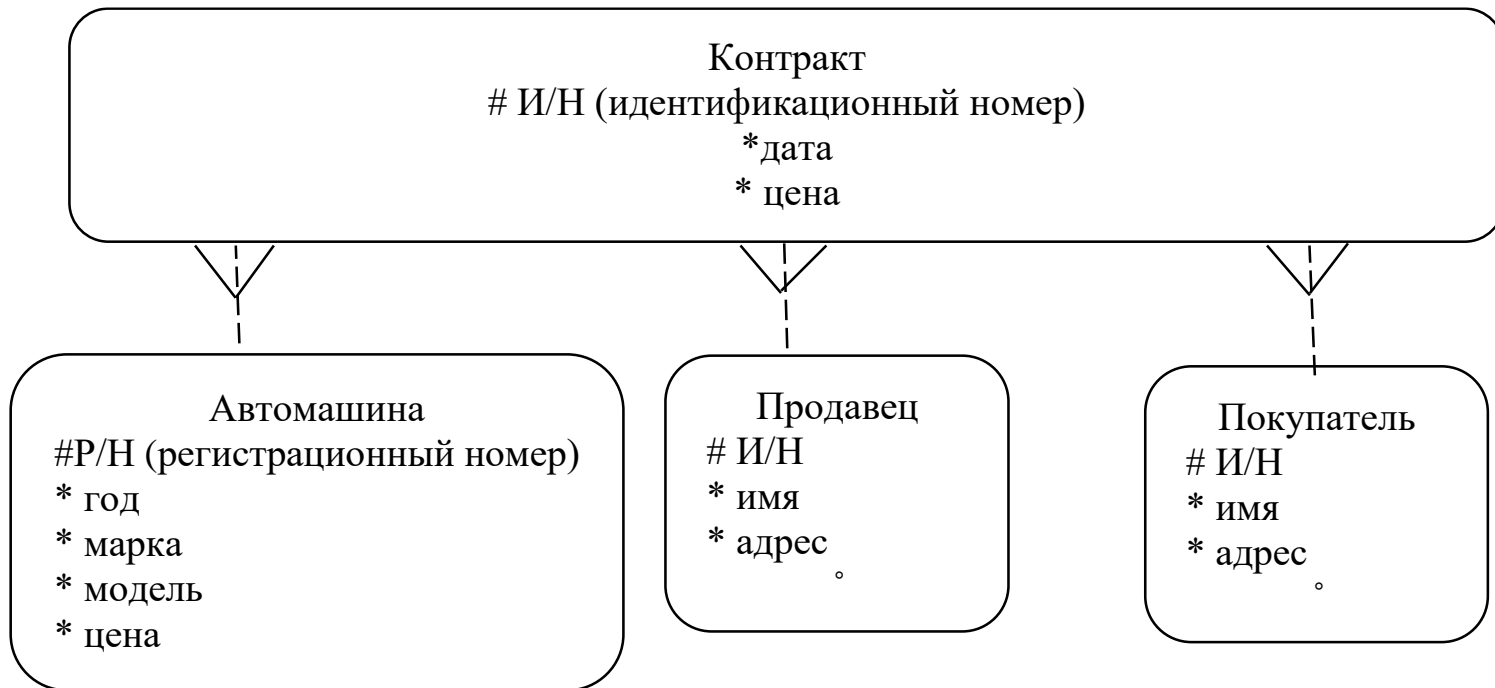 Контракт
# И/Н (идентификационный номер)
*дата
* цена
Автомашина
#Р/Н (регистрационный номер)
* год
* марка
* модель
* цена
Продавец
# И/Н
* имя
* адрес
°
Покупатель
# И/Н
* имя
* адрес
°